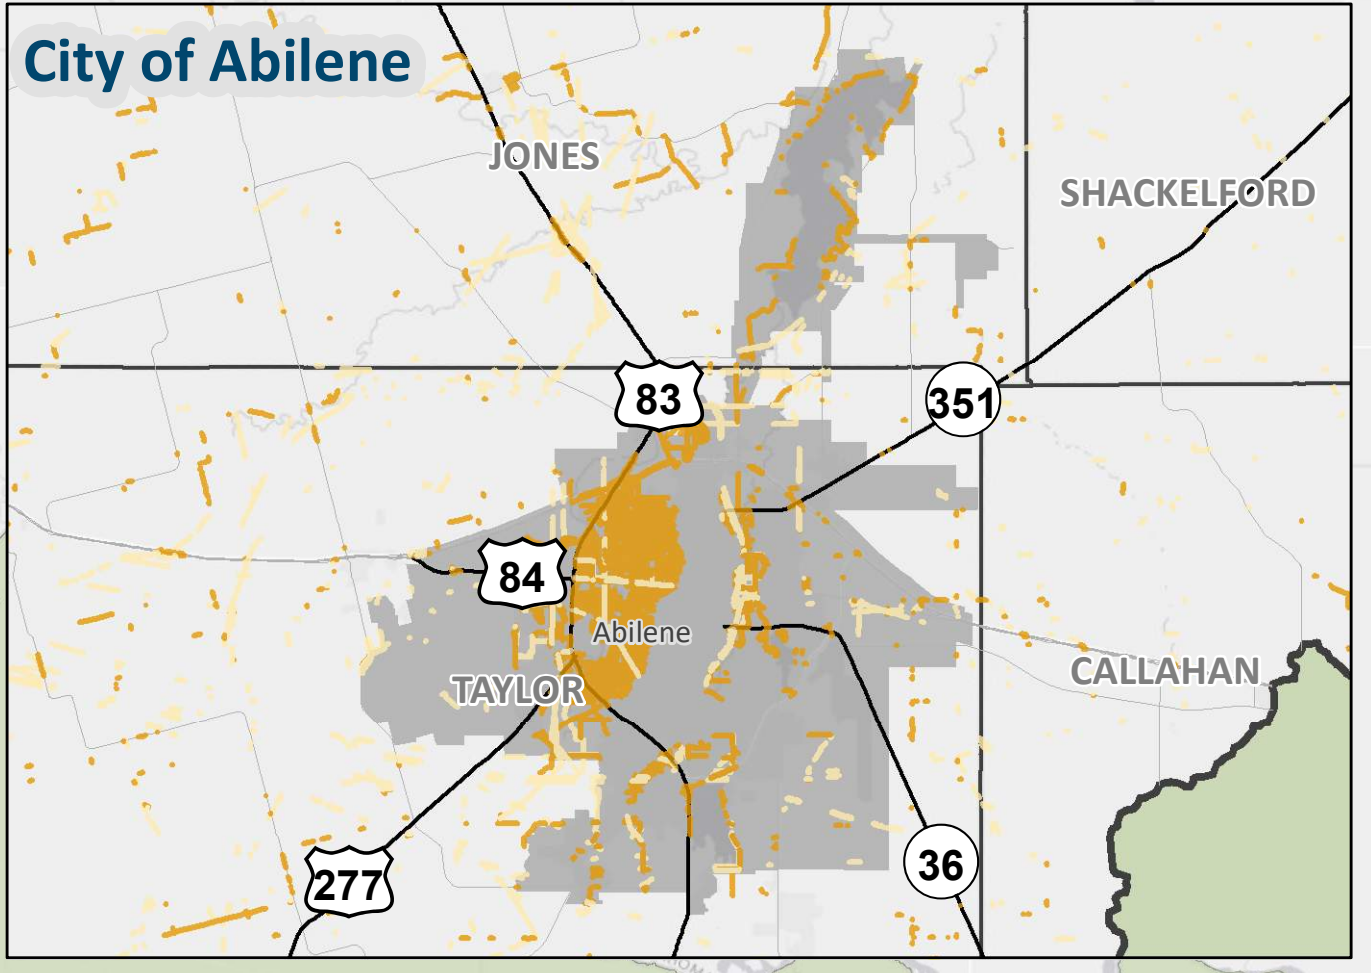 City of Abilene
JONES
SHACKELFORD
83
351
84
Abilene
CALLAHAN
TAYLOR
36
277